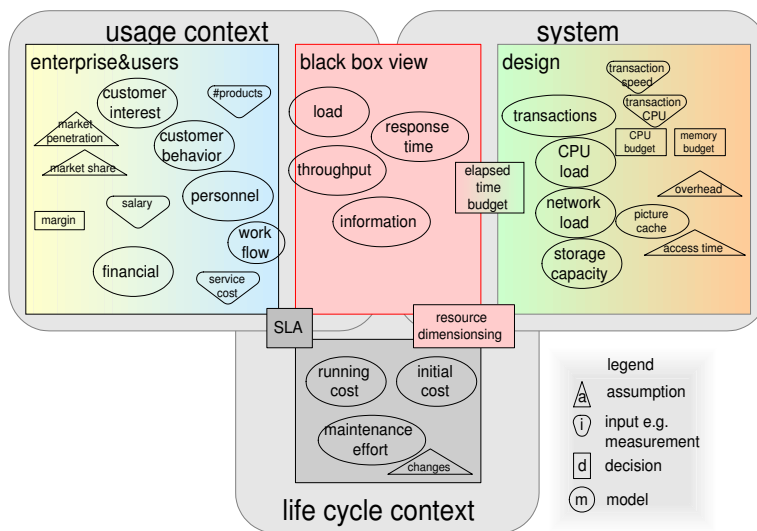 usage context
system
enterprise&users
black box view
design
customer
interest
#products
market
penetration
customer
behavior
market share
salary
personnel
margin
work
flow
financial
service
cost
load
response
time
throughput
information
elapsed
time
budget
transaction
speed
transaction
CPU
transactions
CPU
budget
memory
budget
CPU
load
overhead
network
load
picture
cache
access time
storage
capacity
SLA
resource
dimensionsing
running
cost
initial
cost
maintenance
effort
changes
life cycle context
legend
a
assumption
i
input e.g.
measurement
d
decision
m
model